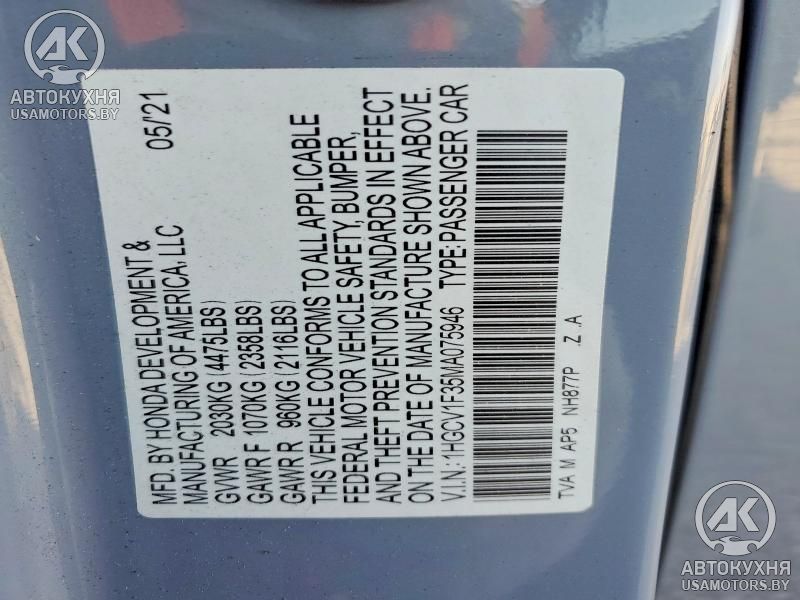 AK
АВТОКУХНЯ
USAMOTORS.BY
MFD. BY HONDA DEVELOPMENT & 05/'21
MANUFACTURING OF AMERICA. LLC
GVWR 2030KG (4475LBS)
GAWR F 1070KG (2358LBS)
GAWR R 960KG (2116LBS)
THIS VEHICLE CONFORMS TO ALL APPLICABLE
FEDERAL MOTOR VEHICLE SAFETY, BUMPER,
AND THEFT PREVENTION STANDARDS IN EFFECT
ON THE DATE OF MANUFACTURE SHOWN ABOVE.
V.I.N.: 1HGCV1F35MA075946 TYPE: PASSENGER CAR
TVA M AP5 NH877P .Z .A
AK
АВТОКУХНЯ
USAMOTORS.BY